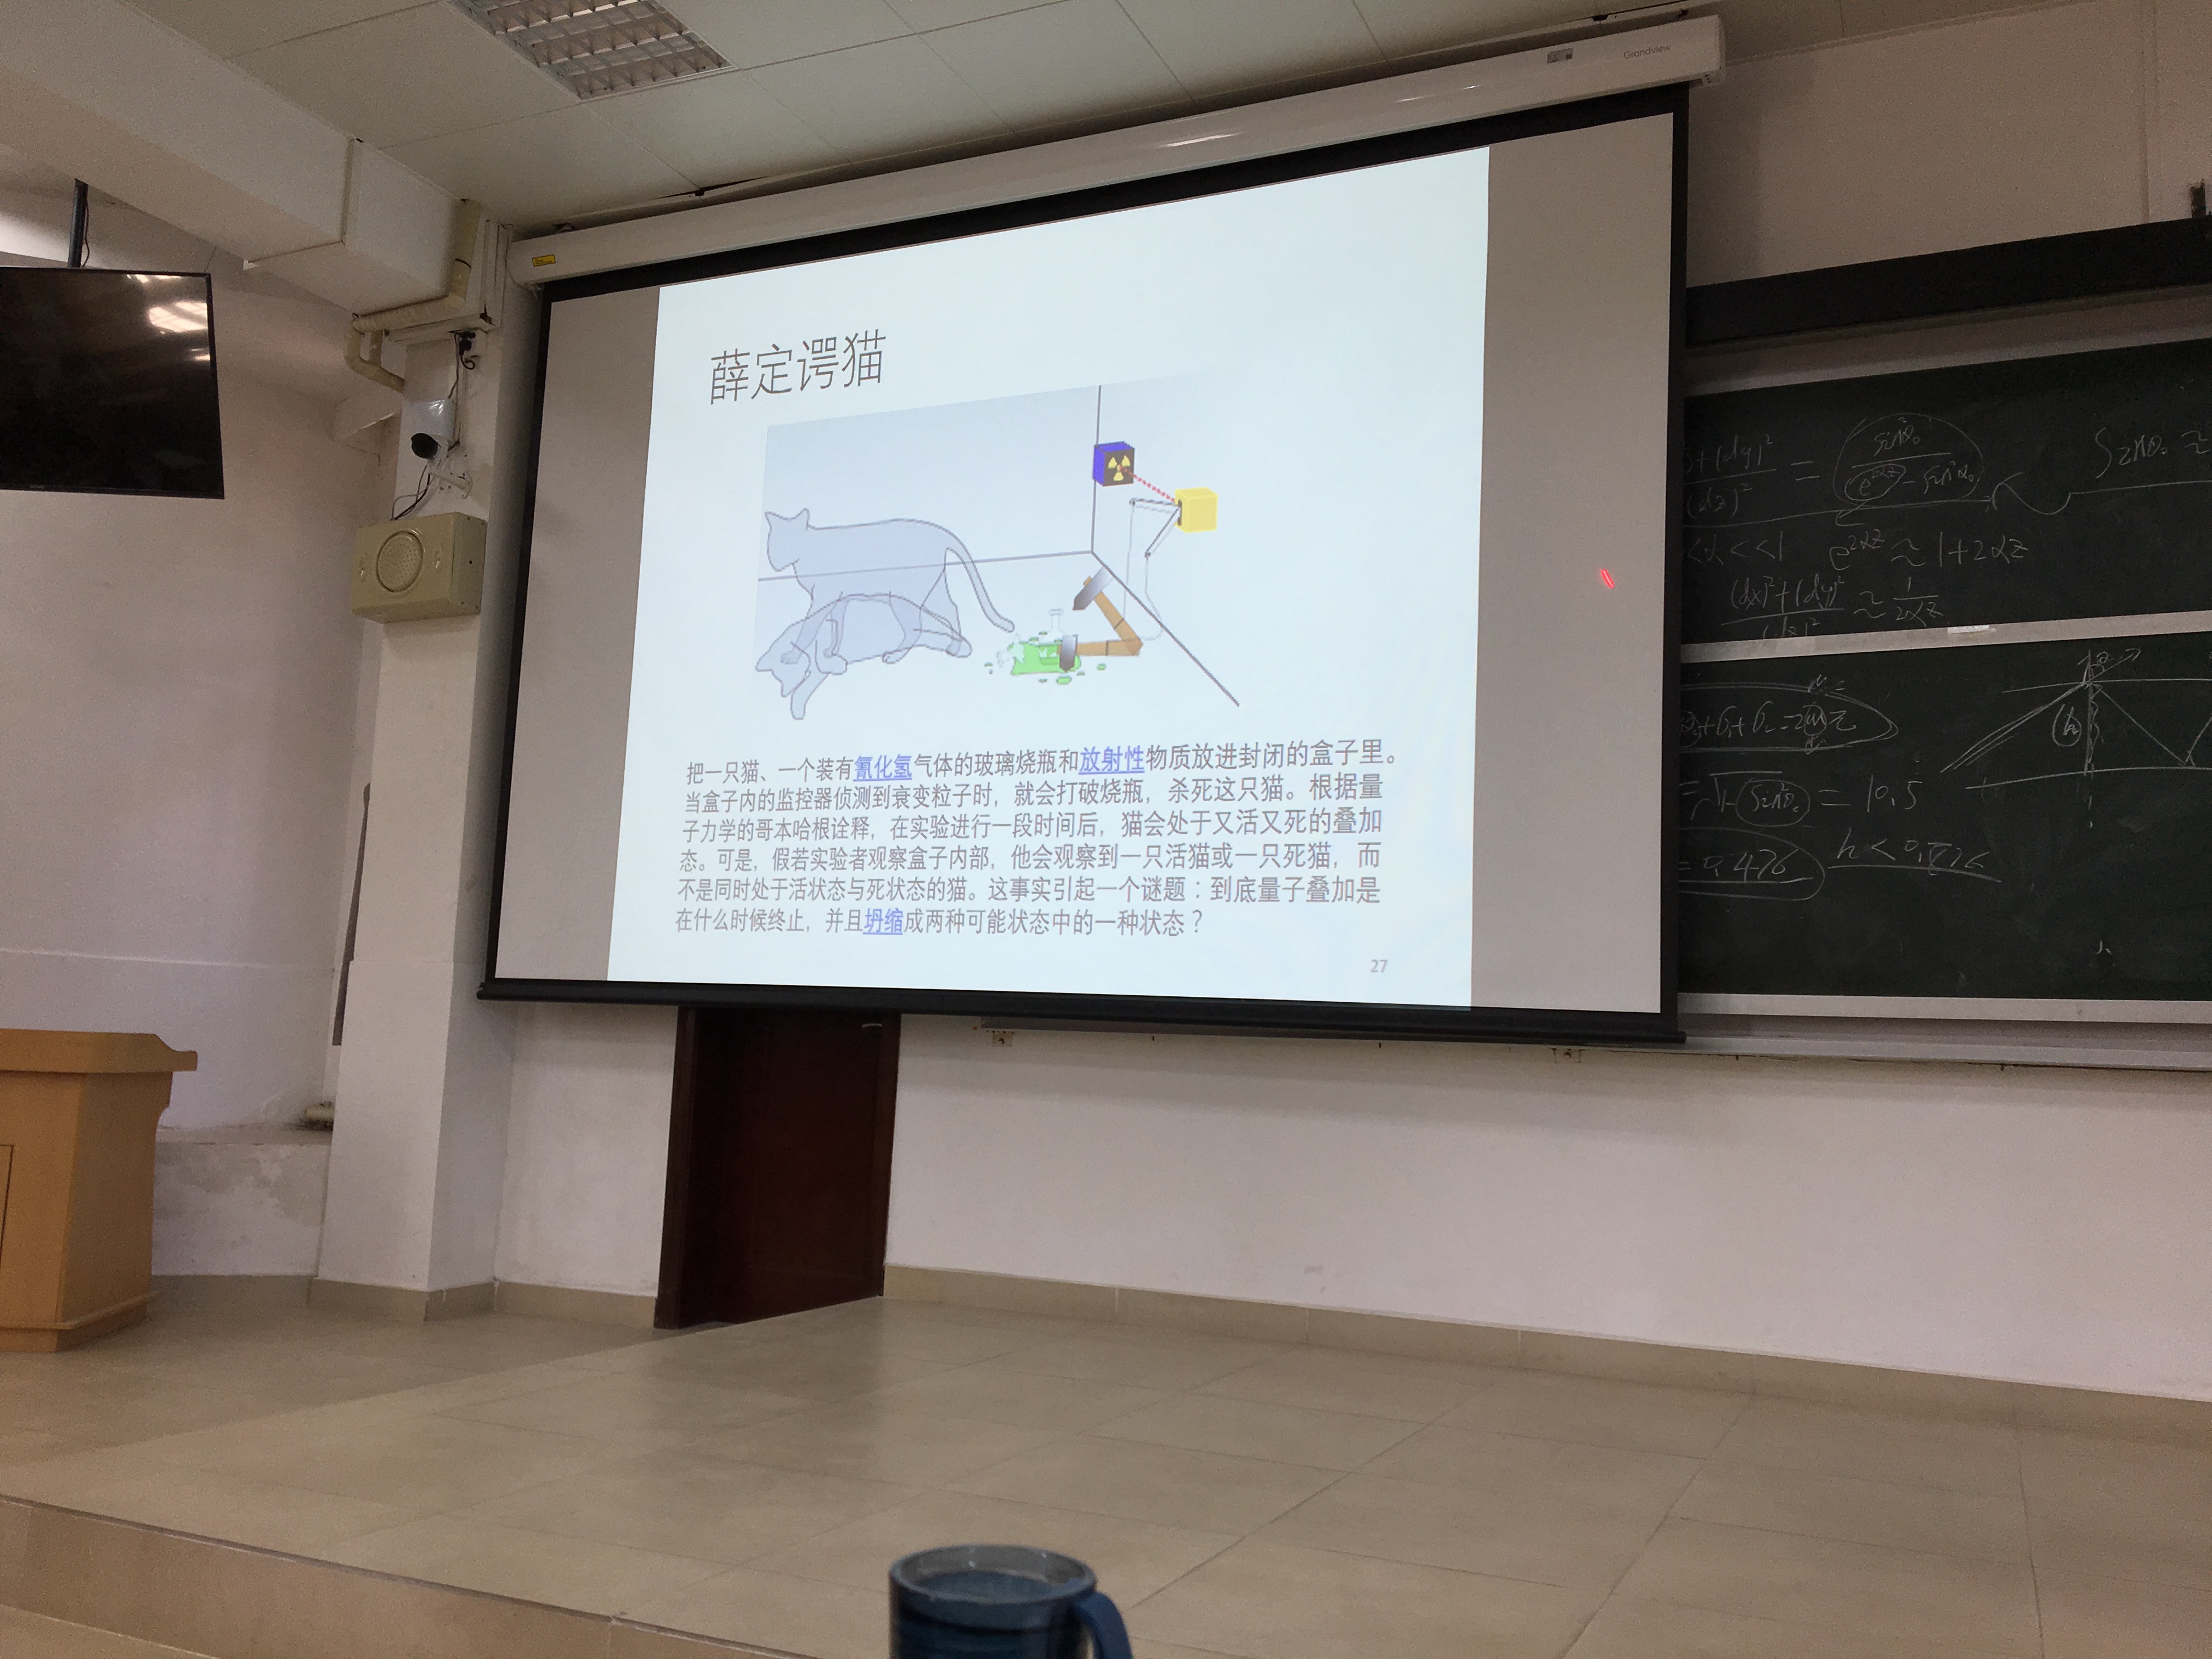 Grandview
薛定谔猫
把一只猫、一个装有氰化氢气体的玻璃烧瓶和放射性物质放进封闭的盒子里。
当盒子内的监控器侦测到衰变粒子时，就会打破烧瓶，杀死这只猫。根据量
子力学的哥本哈根诠释，在实验进行一段时间后，猫会处于又活又死的叠加
态。可是，假若实验者观察盒子内部，他会观察到一只活猫或一只死猫，而
不是同时处于活状态与死状态的猫。这事实引起一个谜题：到底量子叠加是
在什么时候终止，并且坍缩成两种可能状态中的一种状态？
27
(dx)²+(dy)² ≈ 1/2αz
e^{2αz} ≈ 1+2αz
= 10.5